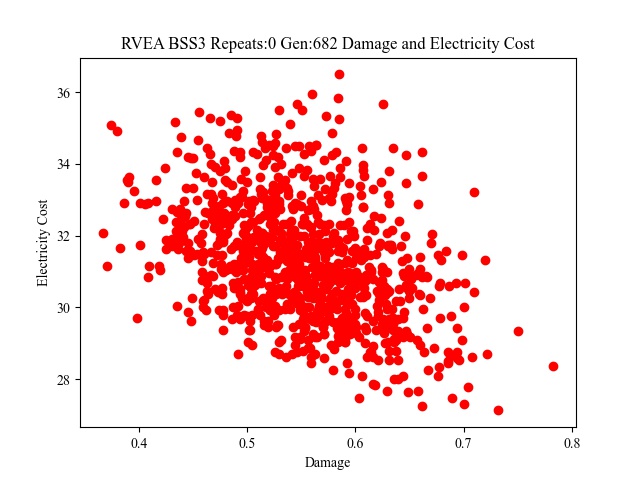 RVEA BSS3 Repeats:0 Gen:682 Damage and Electricity Cost
36
34
32
30
28
Electricity Cost
0.4 0.5 0.6 0.7 0.8
Damage